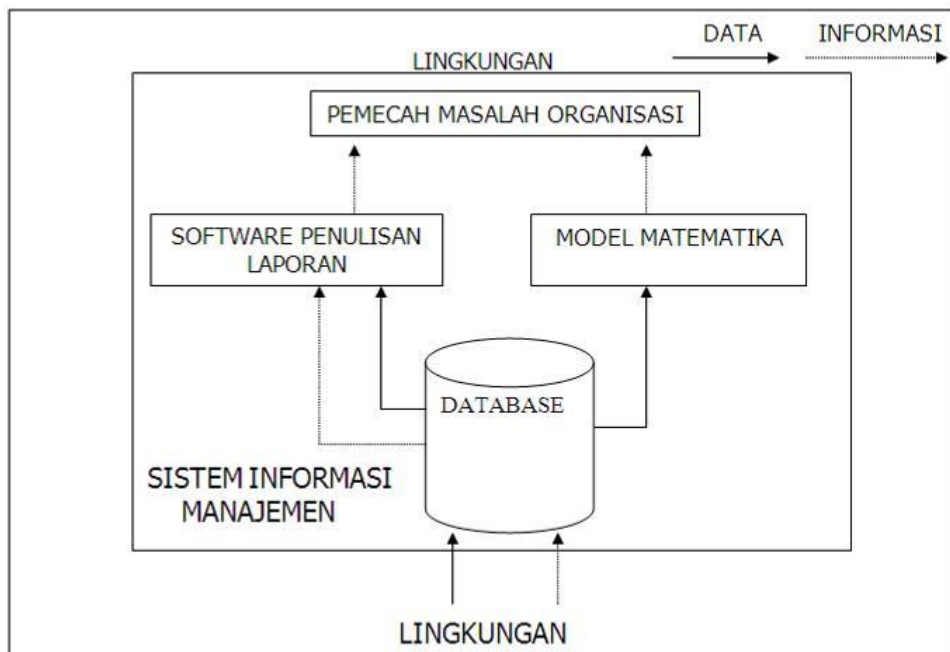 DATA INFORMASI
LINGKUNGAN
PEMECAH MASALAH ORGANISASI
SOFTWARE PENULISAN
LAPORAN
MODEL MATEMATIKA
DATABASE
SISTEM INFORMASI
MANAJEMEN
LINGKUNGAN